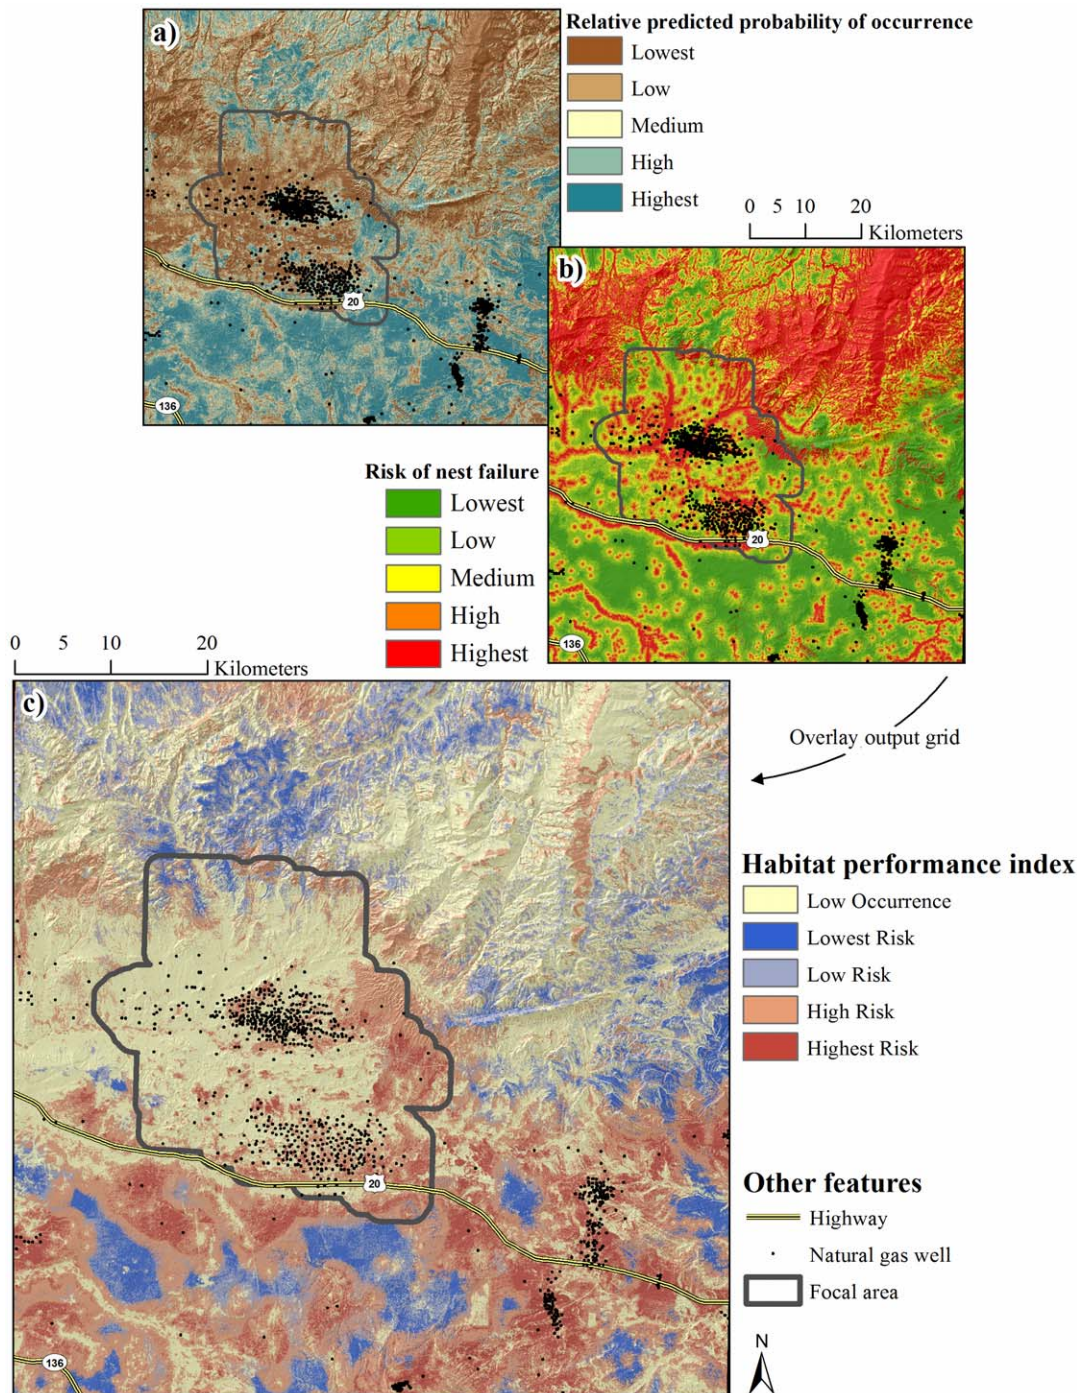 a)
Relative predicted probability of occurrence
Lowest
Low
Medium
High
Highest
0 5 10 20
Kilometers
20
136
b)
20
136
Risk of nest failure
Lowest
Low
Medium
High
Highest
0 5 10 20
Kilometers
c)
Overlay output grid
20
136
Habitat performance index
Low Occurrence
Lowest Risk
Low Risk
High Risk
Highest Risk
Other features
Highway
Natural gas well
Focal area
N